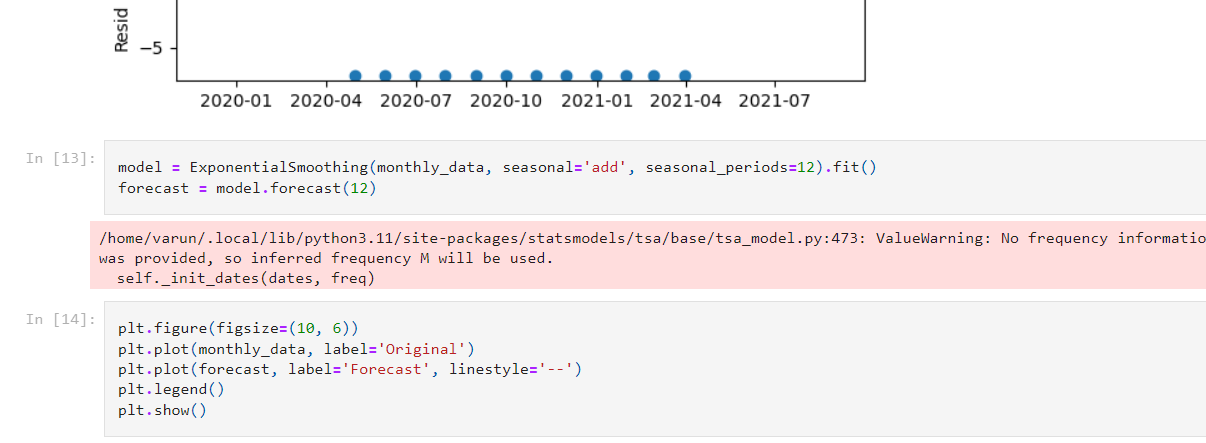 Resid
−5
2020-01 2020-04 2020-07 2020-10 2021-01 2021-04 2021-07
In [13]:
model = ExponentialSmoothing(monthly_data, seasonal='add', seasonal_periods=12).fit()
forecast = model.forecast(12)
/home/varun/.local/lib/python3.11/site-packages/statsmodels/tsa/base/tsa_model.py:473: ValueWarning: No frequency informatio
was provided, so inferred frequency M will be used.
self._init_dates(dates, freq)
In [14]:
plt.figure(figsize=(10, 6))
plt.plot(monthly_data, label='Original')
plt.plot(forecast, label='Forecast', linestyle='--')
plt.legend()
plt.show()